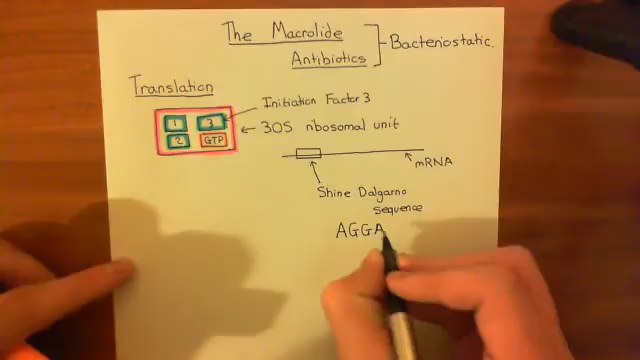 The Macrolide
Antibiotics
Bacteriostatic.
Translation
Initiation Factor 3
1 3
2 GTP
30S ribosomal unit
mRNA
Shine Dalgarno
sequence
AGGA